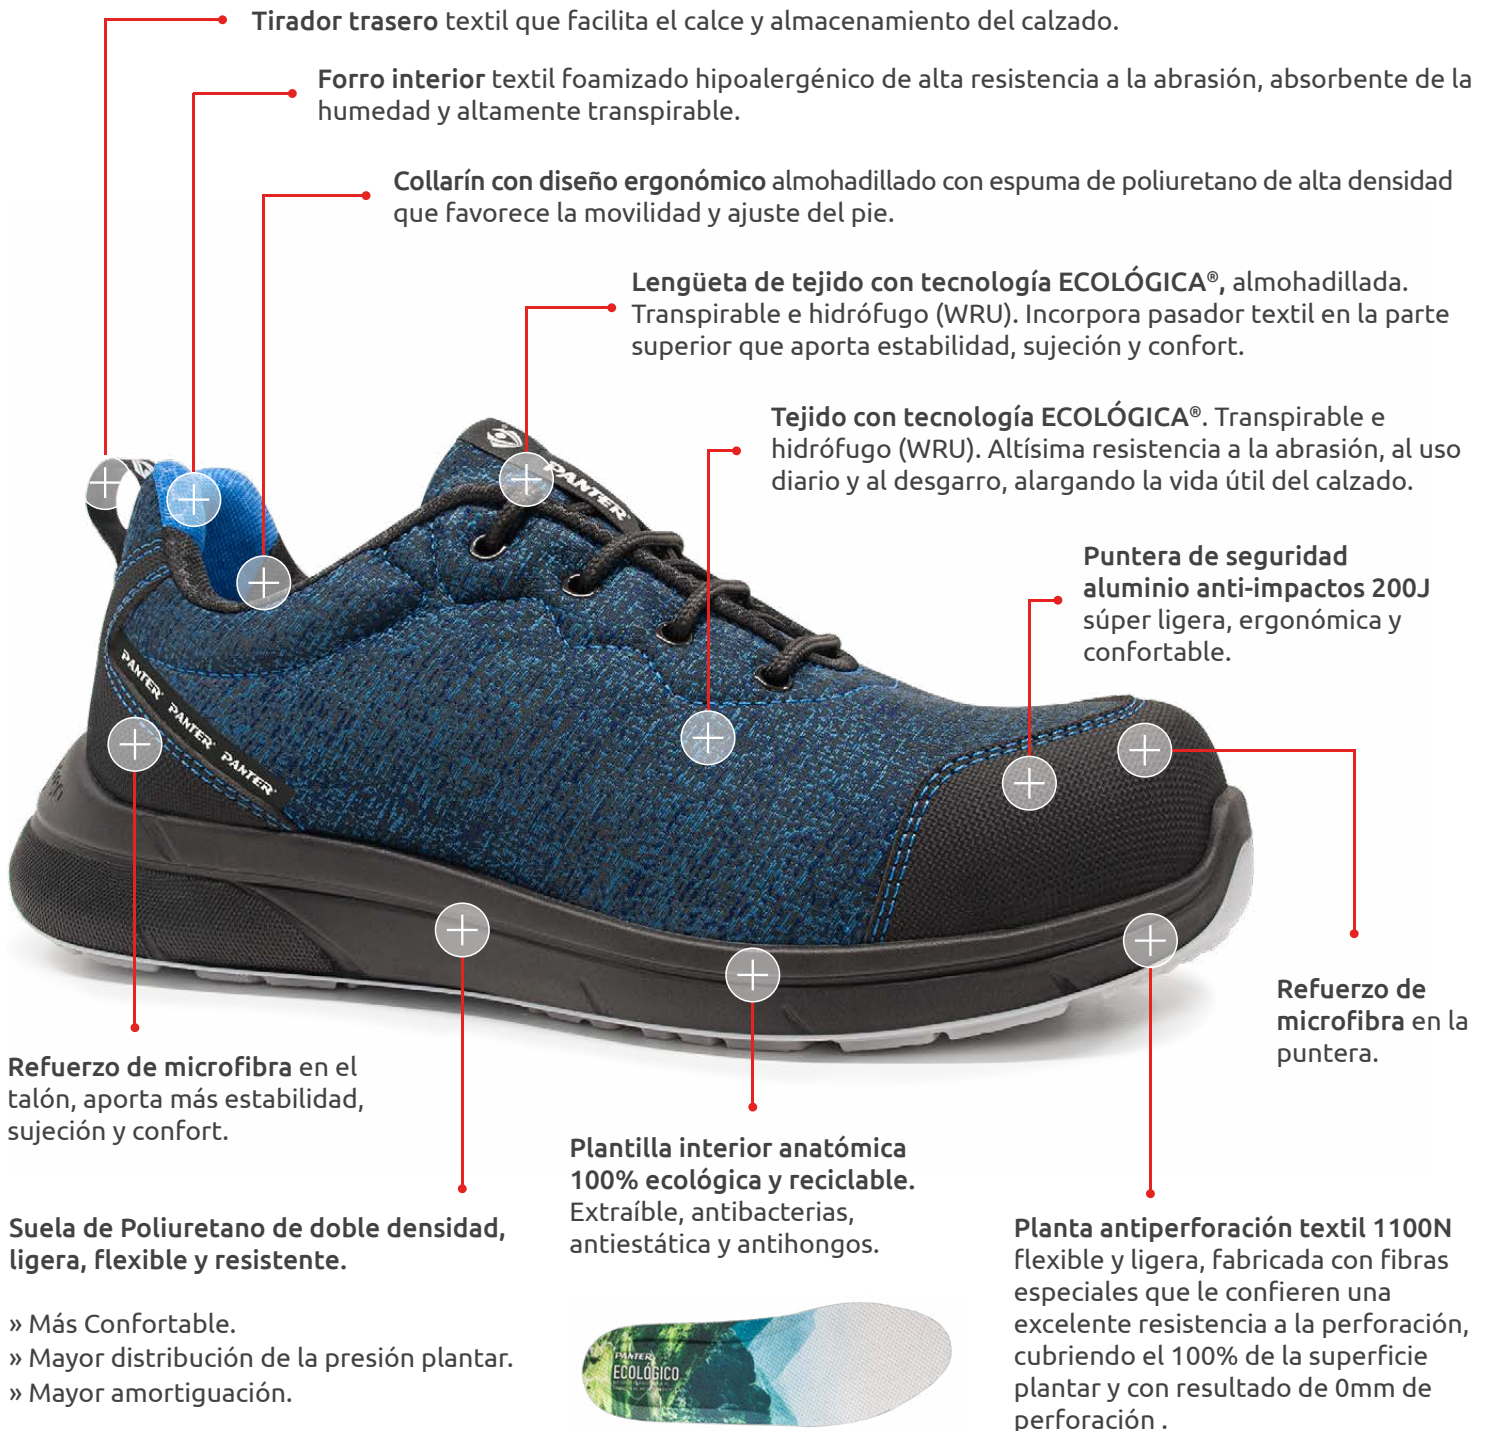 Tirador trasero textil que facilita el calce y almacenamiento del calzado.
Forro interior textil foamizado hipoalergénico de alta resistencia a la abrasión, absorbente de la
humedad y altamente transpirable.
Collarín con diseño ergonómico almohadillado con espuma de poliuretano de alta densidad
que favorece la movilidad y ajuste del pie.
Lengüeta de tejido con tecnología ECOLÓGICA®, almohadillada.
Transpirable e hidrófugo (WRU). Incorpora pasador textil en la parte
superior que aporta estabilidad, sujeción y confort.
Tejido con tecnología ECOLÓGICA®. Transpirable e
hidrófugo (WRU). Altísima resistencia a la abrasión, al uso
diario y al desgarro, alargando la vida útil del calzado.
PANTER
Puntera de seguridad
aluminio anti-impactos 200J
súper ligera, ergonómica y
confortable.
PANTER PANTER PANTER
Refuerzo de
microfibra en la
puntera.
Refuerzo de microfibra en el
talón, aporta más estabilidad,
sujeción y confort.
Plantilla interior anatómica
100% ecológica y reciclable.
Extraíble, antibacterias,
antiestática y antihongos.
Suela de Poliuretano de doble densidad,
ligera, flexible y resistente.
» Más Confortable.
» Mayor distribución de la presión plantar.
» Mayor amortiguación.
PANTER
ECOLÓGICO
Planta antiperforación textil 1100N
flexible y ligera, fabricada con fibras
especiales que le confieren una
excelente resistencia a la perforación,
cubriendo el 100% de la superficie
plantar y con resultado de 0mm de
perforación .